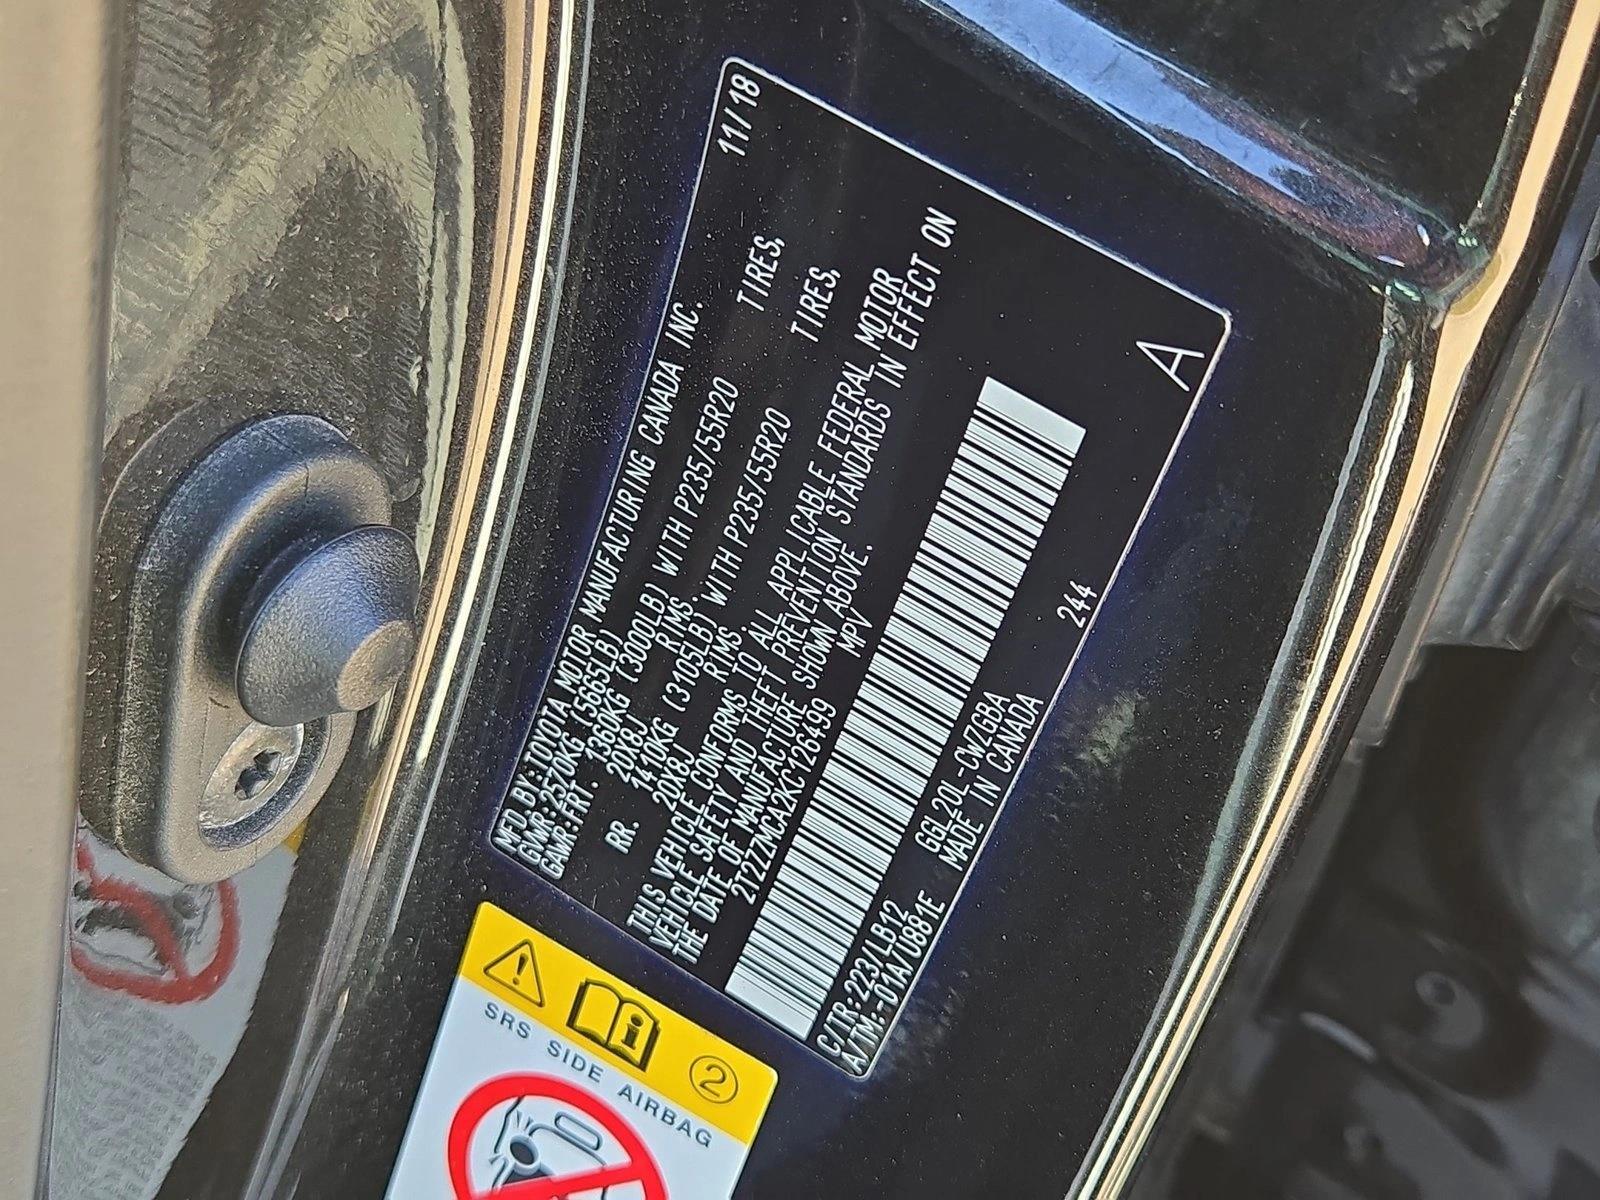 MFD.BY:TOYOTA MOTOR MANUFACTURING CANADA INC. 11/18
GVWR:2570KG (5665LB)
GAWR:FRT. 1360KG (3000LB) WITH P235/55R20 TIRES,
20X8J RIMS.
RR. 1410KG (3105LB) WITH P235/55R20 TIRES,
20X8J RIMS
THIS VEHICLE CONFORMS TO ALL APPLICABLE FEDERAL MOTOR
VEHICLE SAFETY AND THEFT PREVENTION STANDARDS IN EFFECT ON
THE DATE OF MANUFACTURE SHOWN ABOVE.
2T2ZZMCA2KC126499 MPV
C/TR:223/LB12 GGL20L-CWZGBA 244
A/TM:-01A/U881E MADE IN CANADA
A
2
SRS SIDE AIRBAG